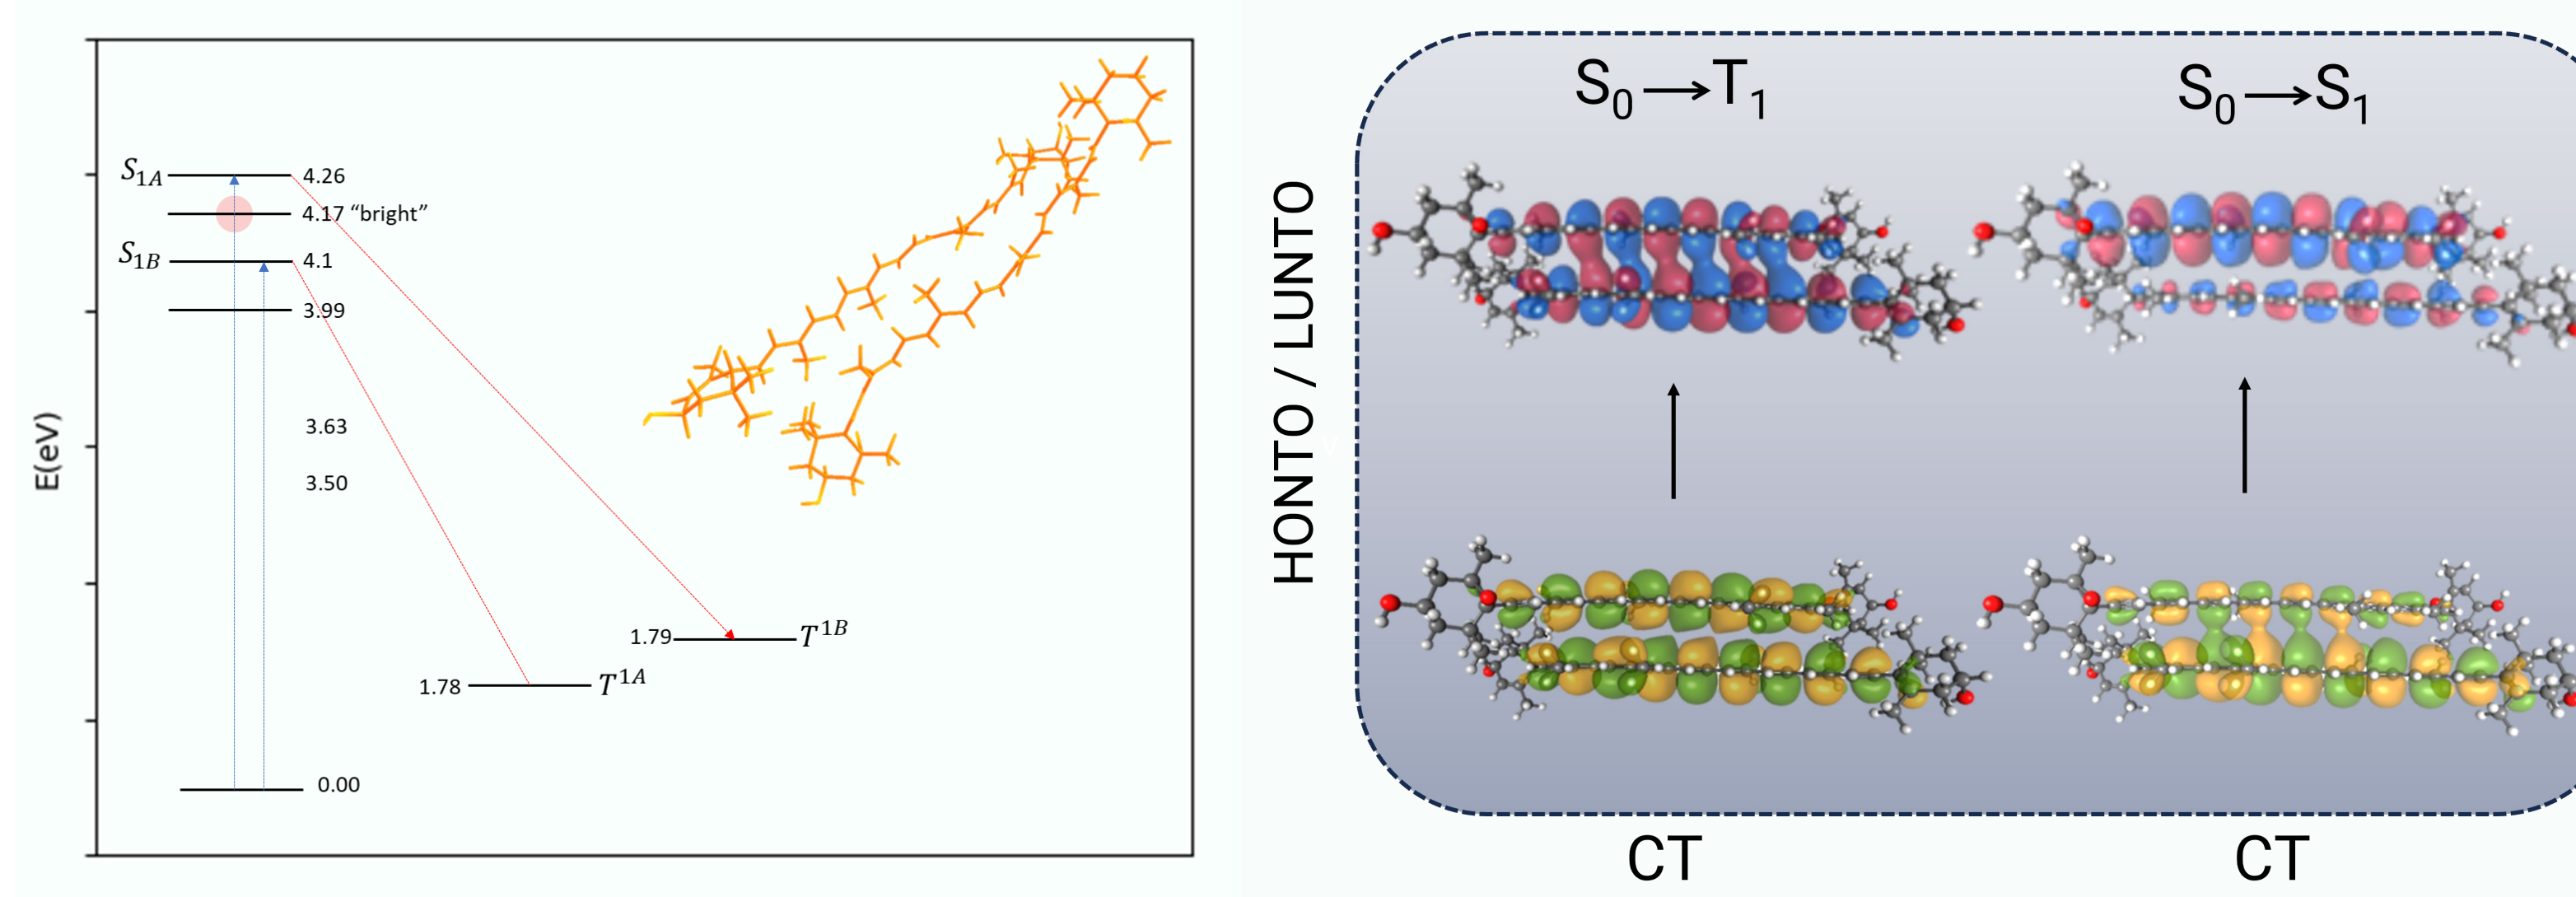 E(eV)
S1A
4.26
4.17 “bright”
S1B
4.1
3.99
3.63
3.50
1.79
T1B
1.78
T1A
0.00
HONTO / LUNTO
S0→T1
S0→S1
CT
CT